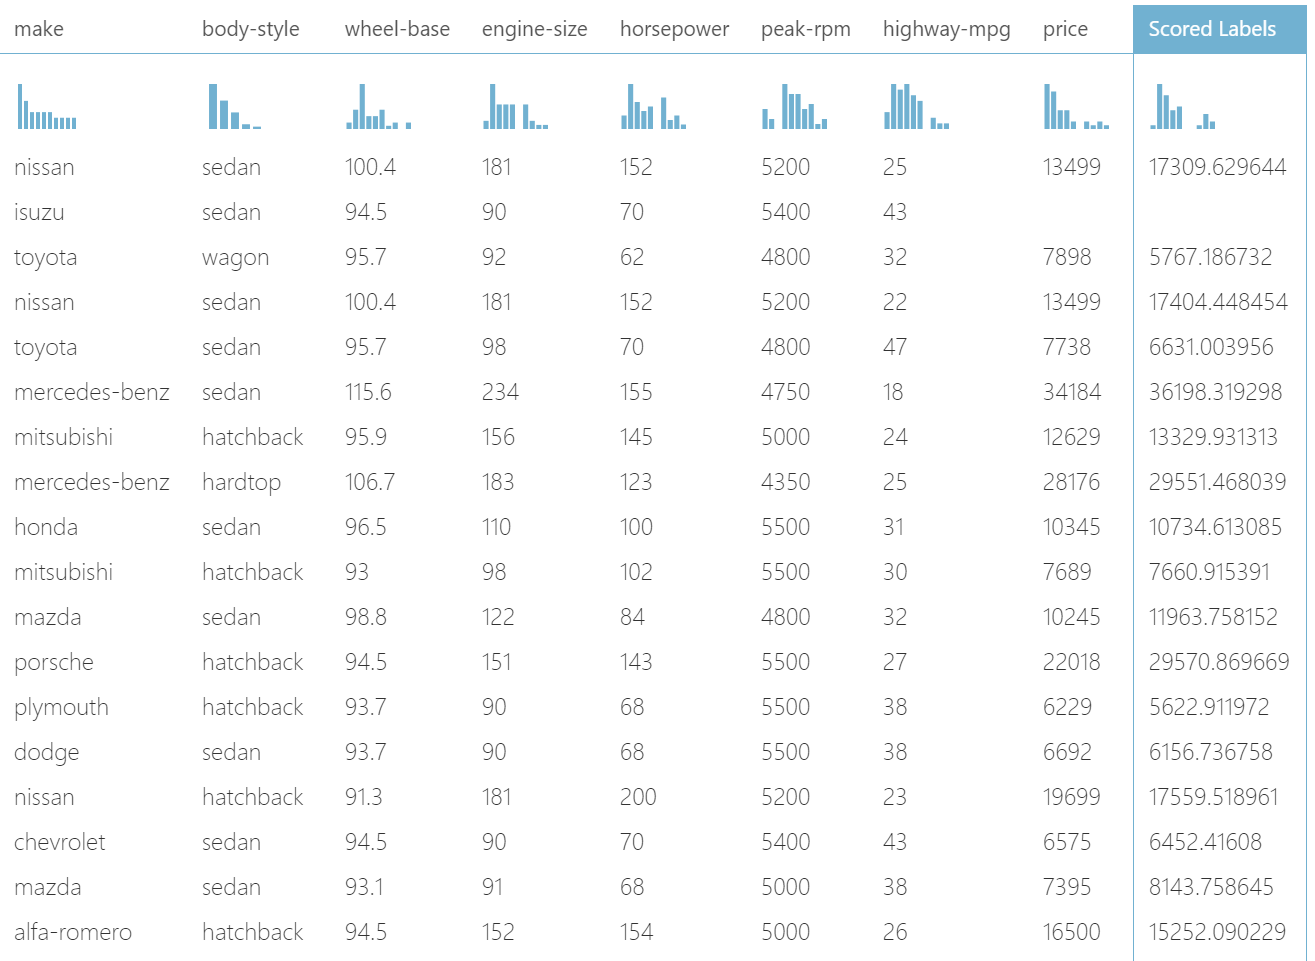 make body-style wheel-base engine-size horsepower peak-rpm highway-mpg price Scored Labels
nissan sedan 100.4 181 152 5200 25 13499 17309.629644
isuzu sedan 94.5 90 70 5400 43
toyota wagon 95.7 92 62 4800 32 7898 5767.186732
nissan sedan 100.4 181 152 5200 22 13499 17404.448454
toyota sedan 95.7 98 70 4800 47 7738 6631.003956
mercedes-benz sedan 115.6 234 155 4750 18 34184 36198.319298
mitsubishi hatchback 95.9 156 145 5000 24 12629 13329.931313
mercedes-benz hardtop 106.7 183 123 4350 25 28176 29551.468039
honda sedan 96.5 110 100 5500 31 10345 10734.613085
mitsubishi hatchback 93 98 102 5500 30 7689 7660.915391
mazda sedan 98.8 122 84 4800 32 10245 11963.758152
porsche hatchback 94.5 151 143 5500 27 22018 29570.869669
plymouth hatchback 93.7 90 68 5500 38 6229 5622.911972
dodge sedan 93.7 90 68 5500 38 6692 6156.736758
nissan hatchback 91.3 181 200 5200 23 19699 17559.518961
chevrolet sedan 94.5 90 70 5400 43 6575 6452.41608
mazda sedan 93.1 91 68 5000 38 7395 8143.758645
alfa-romero hatchback 94.5 152 154 5000 26 16500 15252.090229